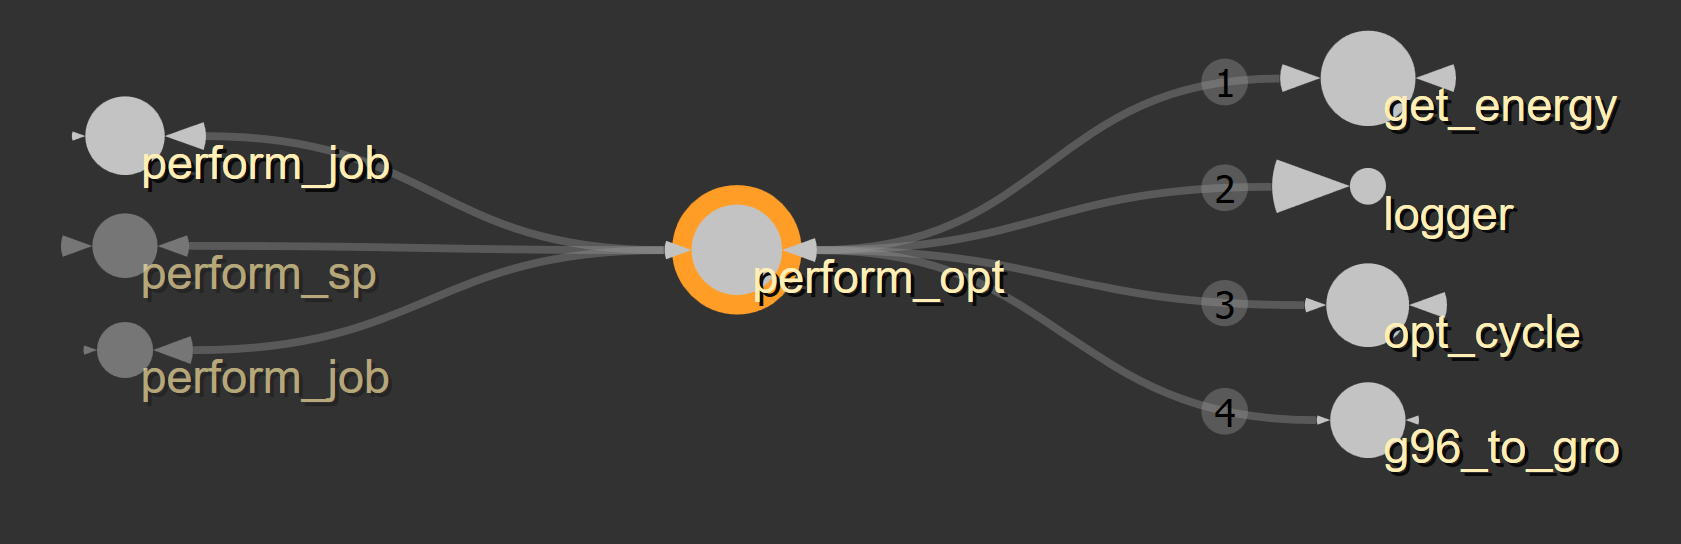 perform_job
perform_sp
perform_job
perform_opt
1
get_energy
2
logger
3
opt_cycle
4
g96_to_gro